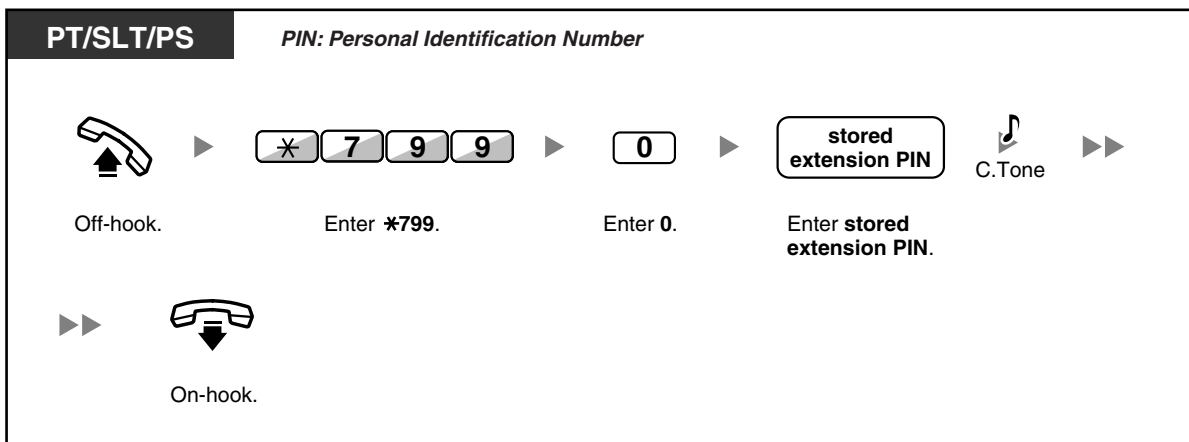 PT/SLT/PS PIN: Personal Identification Number
✳ 7 9 9 0 stored extension PIN C.Tone
Off-hook. Enter ✳799. Enter 0. Enter stored extension PIN.
On-hook.